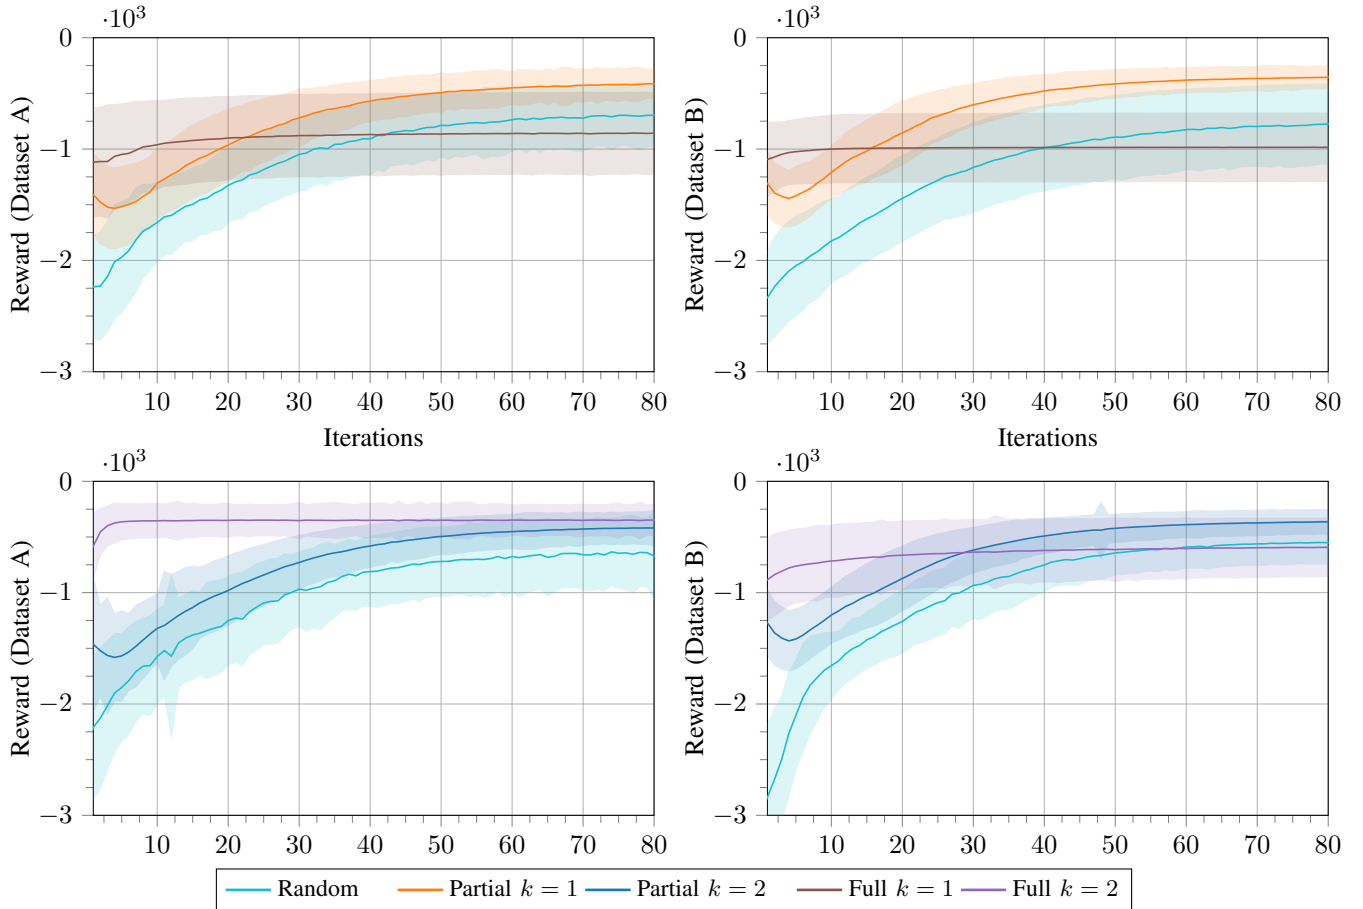 ·10³ ·10³
0 0
−1 −1
−2 −2
−3 −3
Reward (Dataset A) Reward (Dataset B)
10 20 30 40 50 60 70 80 10 20 30 40 50 60 70 80
Iterations Iterations
·10³ ·10³
0 0
−1 −1
−2 −2
−3 −3
Reward (Dataset A) Reward (Dataset B)
10 20 30 40 50 60 70 80 10 20 30 40 50 60 70 80
Random Partial k = 1 Partial k = 2 Full k = 1 Full k = 2